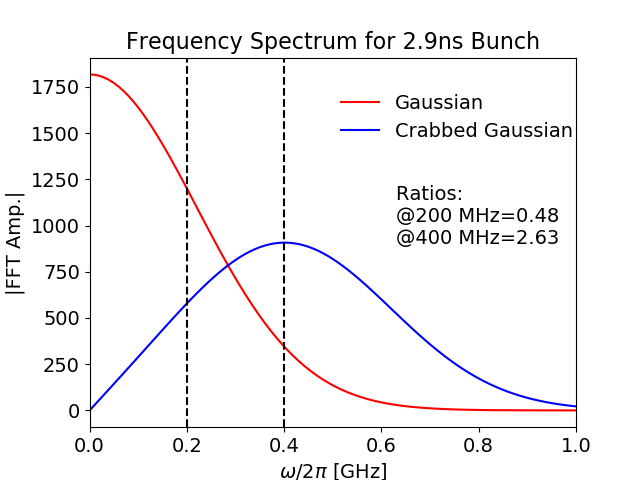 Frequency Spectrum for 2.9ns Bunch
|FFT Amp.|
1750
1500
1250
1000
750
500
250
0
Gaussian
Crabbed Gaussian
Ratios:
@200 MHz=0.48
@400 MHz=2.63
0.0 0.2 0.4 0.6 0.8 1.0
ω/2π [GHz]